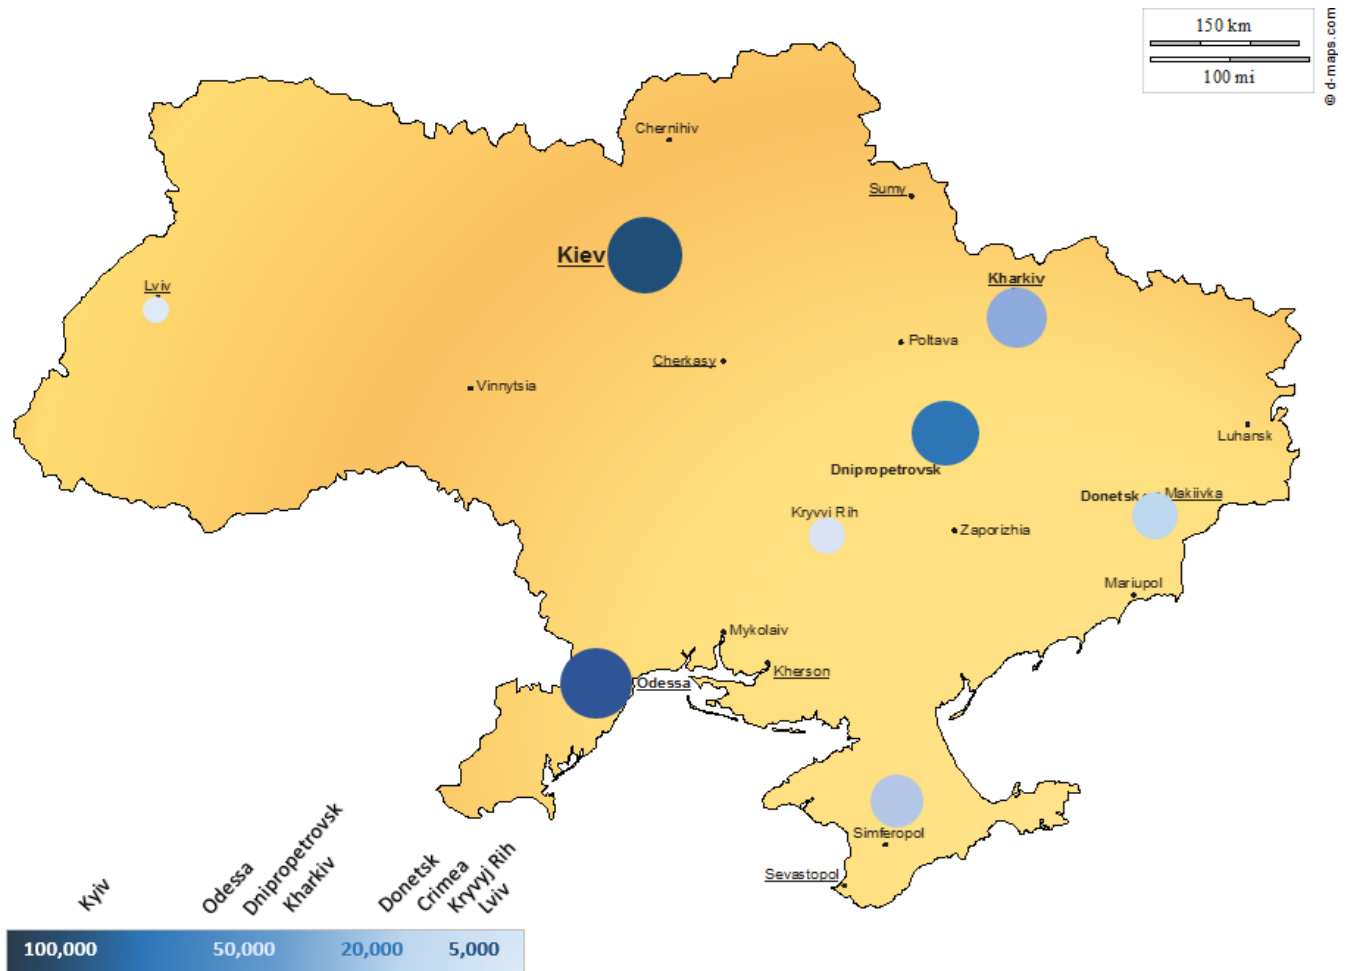 150 km
100 mi
© d-maps.com
Chernihiv
Sumy
Kiev
Kharkiv
Lviv
Poltava
Cherkasy
Vinnytsia
Luhansk
Dnipropetrovsk
Donetsk
Makiivka
Kryvyi Rih
Zaporizhia
Mariupol
Mykolaiv
Kherson
Odessa
Simferopol
Sevastopol
Kyiv
Odessa
Dnipropetrovsk
Kharkiv
Donetsk
Crimea
Kryvyj Rih
Lviv
100,000
50,000
20,000
5,000